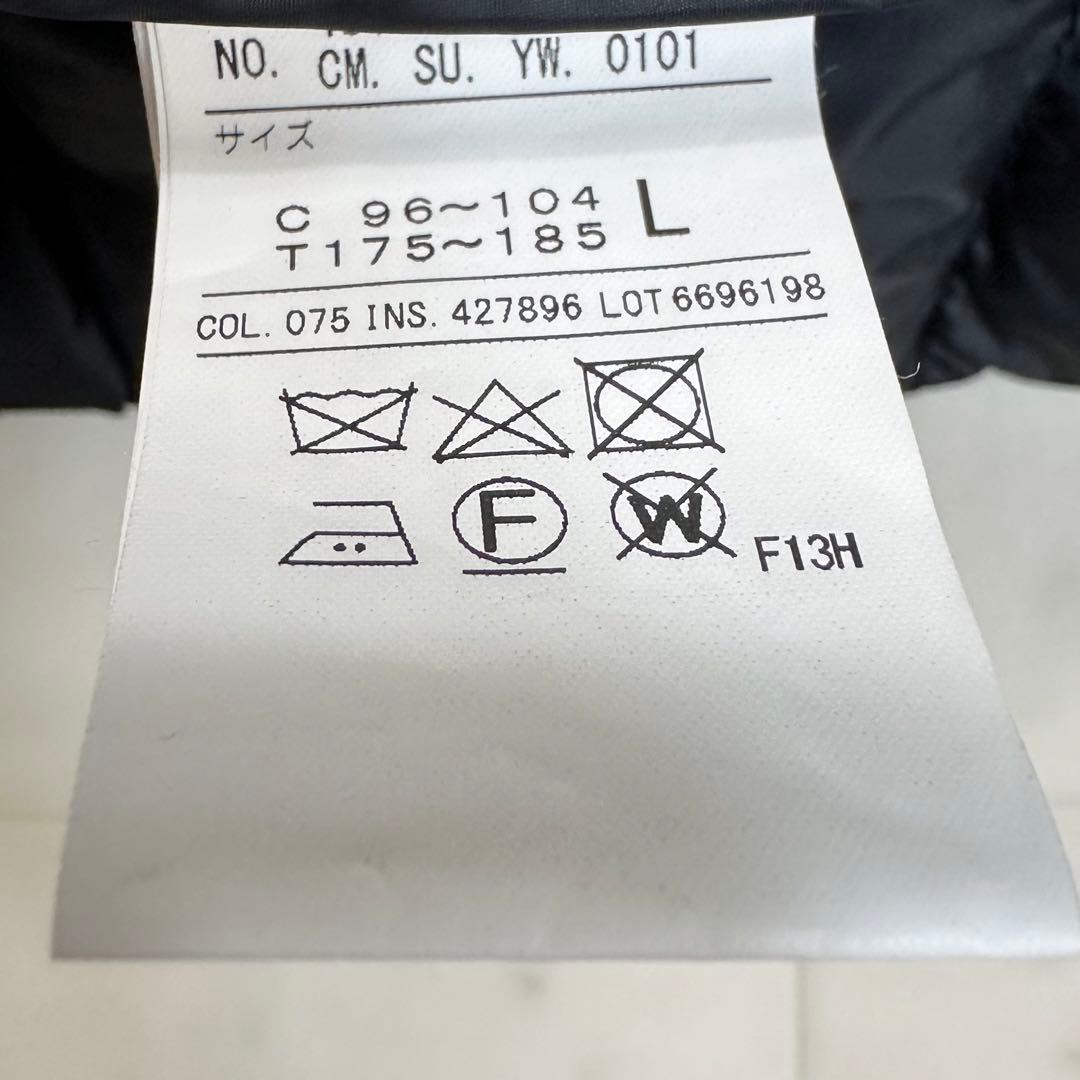 NO. CM. SU. YW. 0101
サイズ
C 96～104 L
T175～185
COL. 075 INS. 427896 LOT 6696198
F W F13H